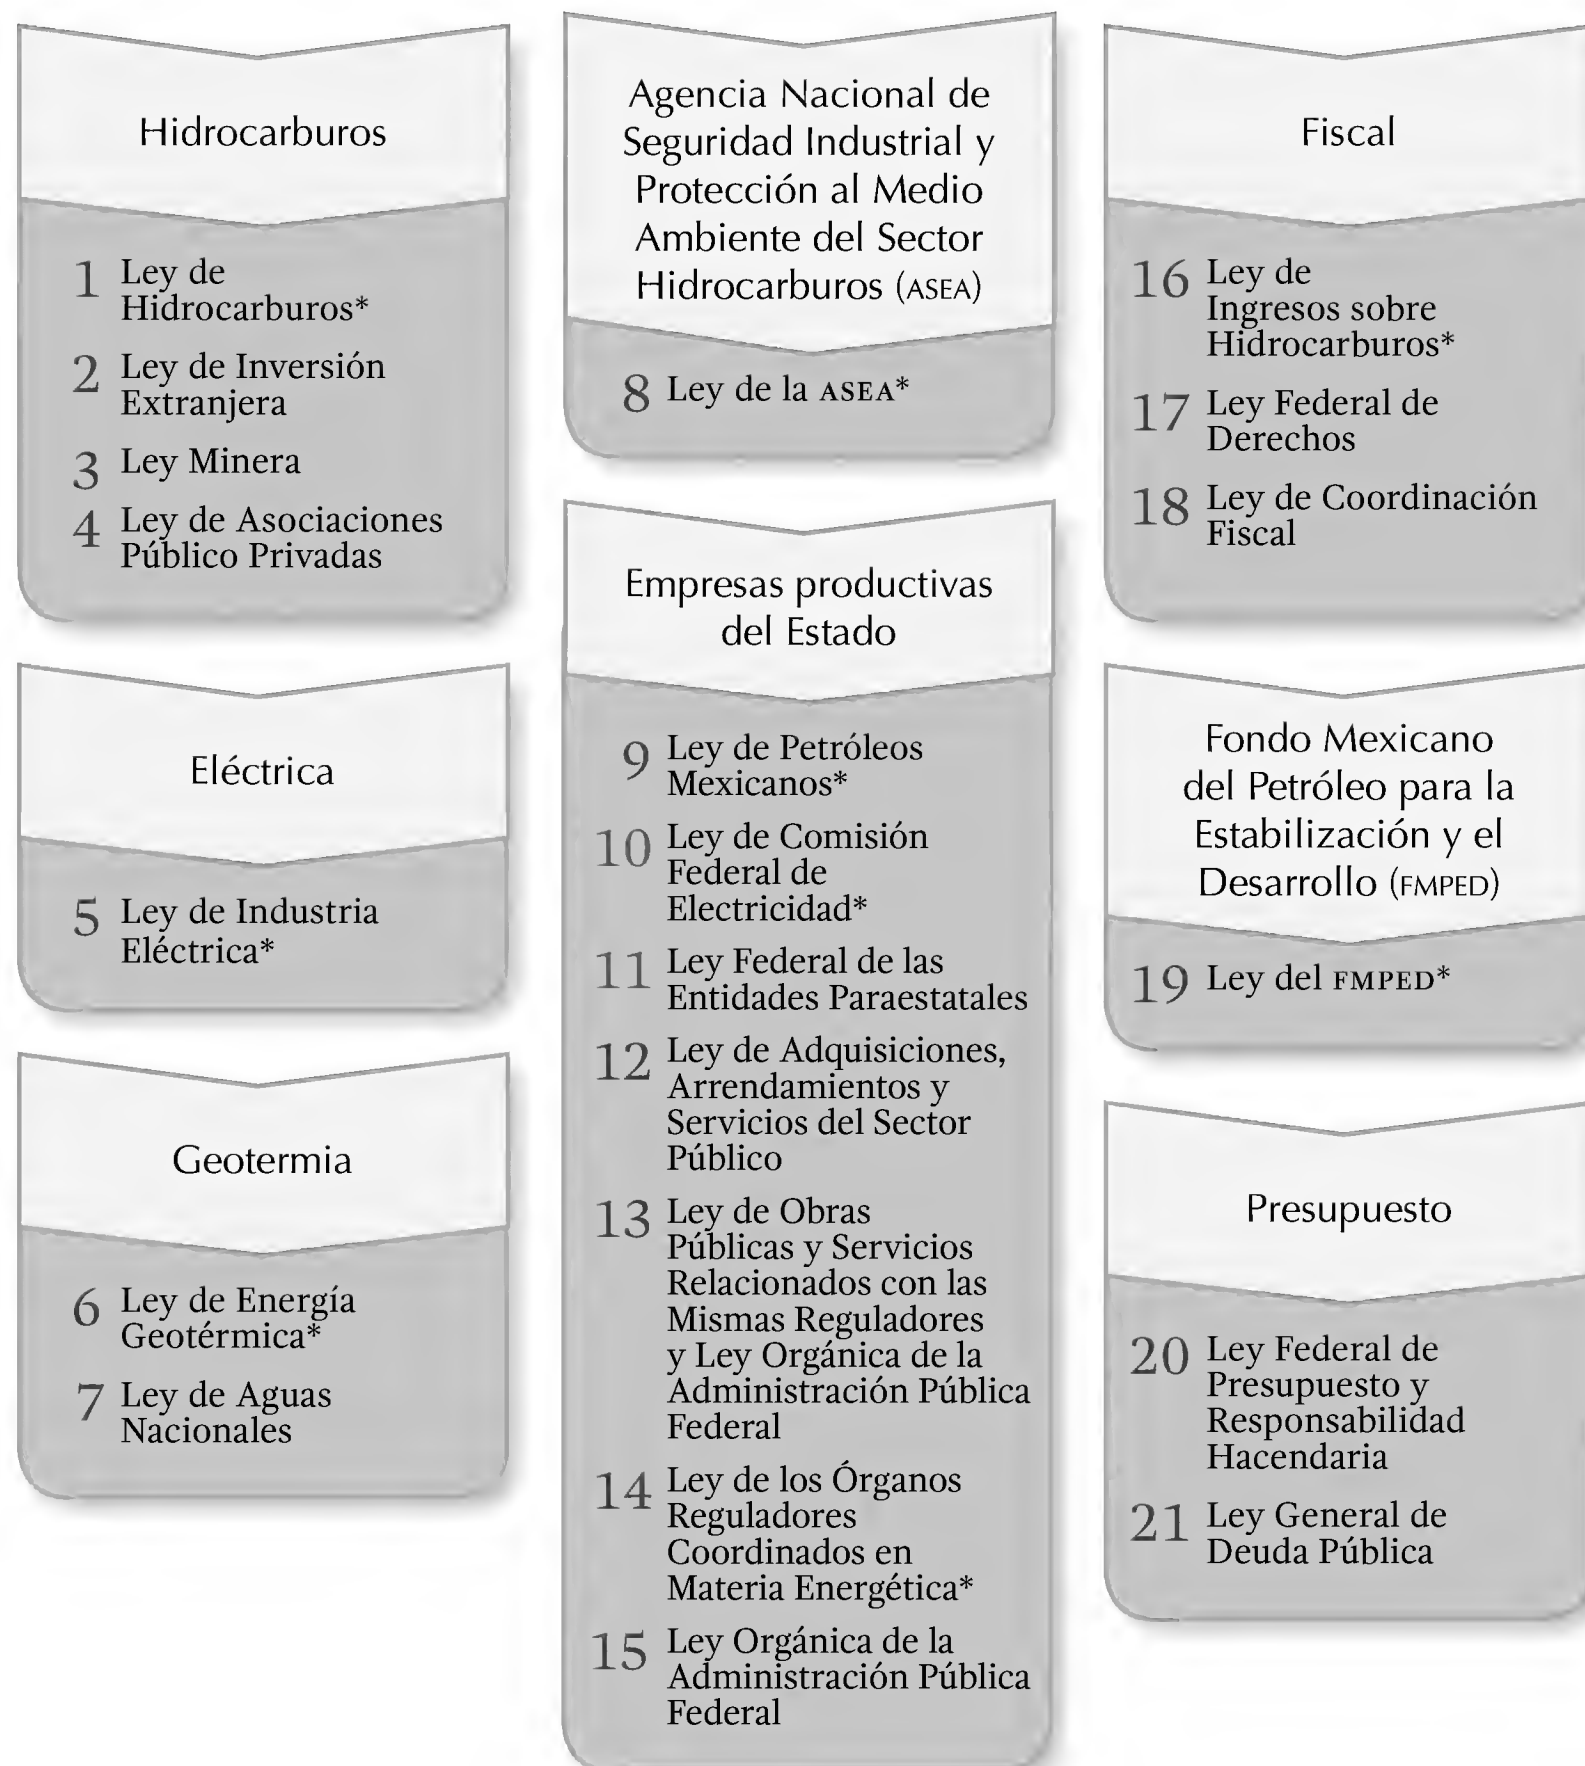 Hidrocarburos
1 Ley de
Hidrocarburos*
2 Ley de Inversión
Extranjera
3 Ley Minera
4 Ley de Asociaciones
Público Privadas
Eléctrica
5 Ley de Industria
Eléctrica*
Geotermia
6 Ley de Energía
Geotérmica*
7 Ley de Aguas
Nacionales
Agencia Nacional de
Seguridad Industrial y
Protección al Medio
Ambiente del Sector
Hidrocarburos (ASEA)
8 Ley de la ASEA*
Empresas productivas
del Estado
9 Ley de Petróleos
Mexicanos*
10 Ley de Comisión
Federal de
Electricidad*
11 Ley Federal de las
Entidades Paraestatales
12 Ley de Adquisiciones,
Arrendamientos y
Servicios del Sector
Público
13 Ley de Obras
Públicas y Servicios
Relacionados con las
Mismas Reguladores
y Ley Orgánica de la
Administración Pública
Federal
14 Ley de los Órganos
Reguladores
Coordinados en
Materia Energética*
15 Ley Orgánica de la
Administración Pública
Federal
Fiscal
16 Ley de
Ingresos sobre
Hidrocarburos*
17 Ley Federal de
Derechos
18 Ley de Coordinación
Fiscal
Fondo Mexicano
del Petróleo para la
Estabilización y el
Desarrollo (FMPED)
19 Ley del FMPED*
Presupuesto
20 Ley Federal de
Presupuesto y
Responsabilidad
Hacendaria
21 Ley General de
Deuda Pública